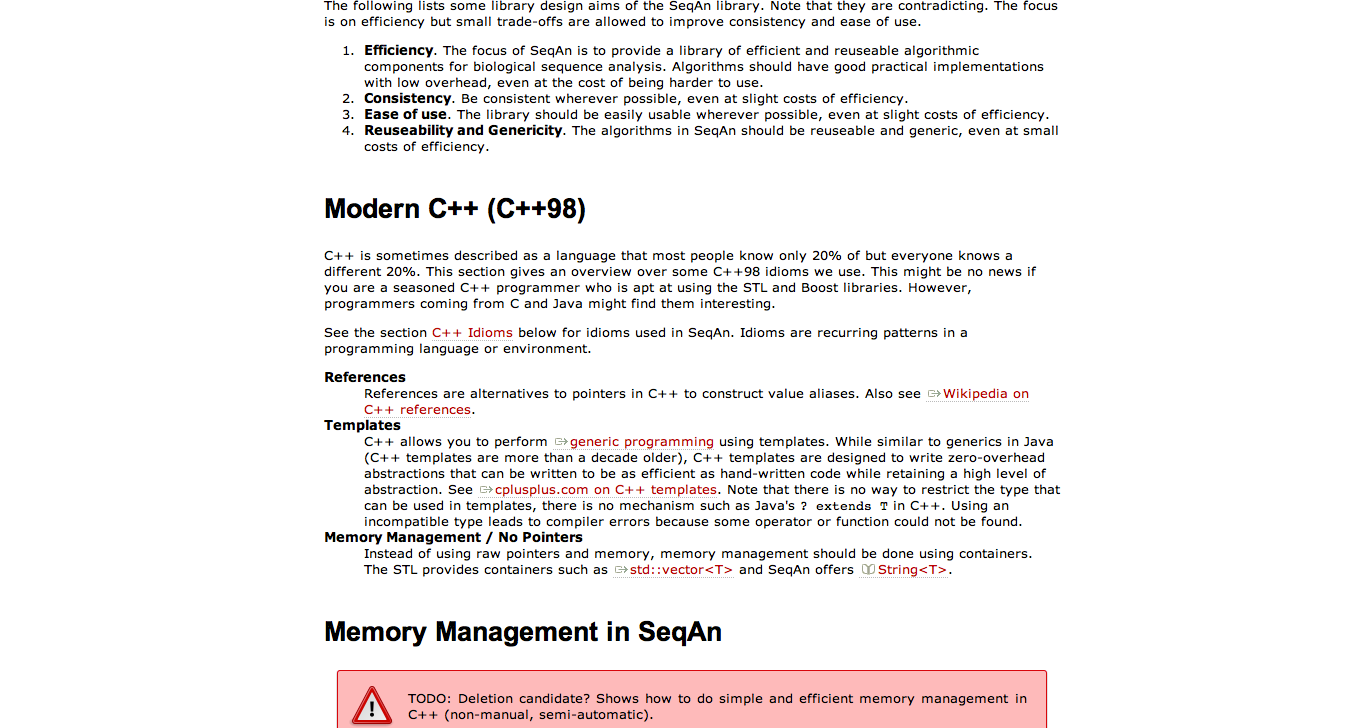 The following lists some library design aims of the SeqAn library. Note that they are contradicting. The focus
is on efficiency but small trade-offs are allowed to improve consistency and ease of use.
1. Efficiency. The focus of SeqAn is to provide a library of efficient and reuseable algorithmic
components for biological sequence analysis. Algorithms should have good practical implementations
with low overhead, even at the cost of being harder to use.
2. Consistency. Be consistent wherever possible, even at slight costs of efficiency.
3. Ease of use. The library should be easily usable wherever possible, even at slight costs of efficiency.
4. Reuseability and Genericity. The algorithms in SeqAn should be reuseable and generic, even at small
costs of efficiency.
Modern C++ (C++98)
C++ is sometimes described as a language that most people know only 20% of but everyone knows a
different 20%. This section gives an overview over some C++98 idioms we use. This might be no news if
you are a seasoned C++ programmer who is apt at using the STL and Boost libraries. However,
programmers coming from C and Java might find them interesting.
See the section C++ Idioms below for idioms used in SeqAn. Idioms are recurring patterns in a
programming language or environment.
References
References are alternatives to pointers in C++ to construct value aliases. Also see Wikipedia on
C++ references.
Templates
C++ allows you to perform generic programming using templates. While similar to generics in Java
(C++ templates are more than a decade older), C++ templates are designed to write zero-overhead
abstractions that can be written to be as efficient as hand-written code while retaining a high level of
abstraction. See cplusplus.com on C++ templates. Note that there is no way to restrict the type that
can be used in templates, there is no mechanism such as Java's ? extends T in C++. Using an
incompatible type leads to compiler errors because some operator or function could not be found.
Memory Management / No Pointers
Instead of using raw pointers and memory, memory management should be done using containers.
The STL provides containers such as std::vector<T> and SeqAn offers String<T>.
Memory Management in SeqAn
TODO: Deletion candidate? Shows how to do simple and efficient memory management in
C++ (non-manual, semi-automatic).